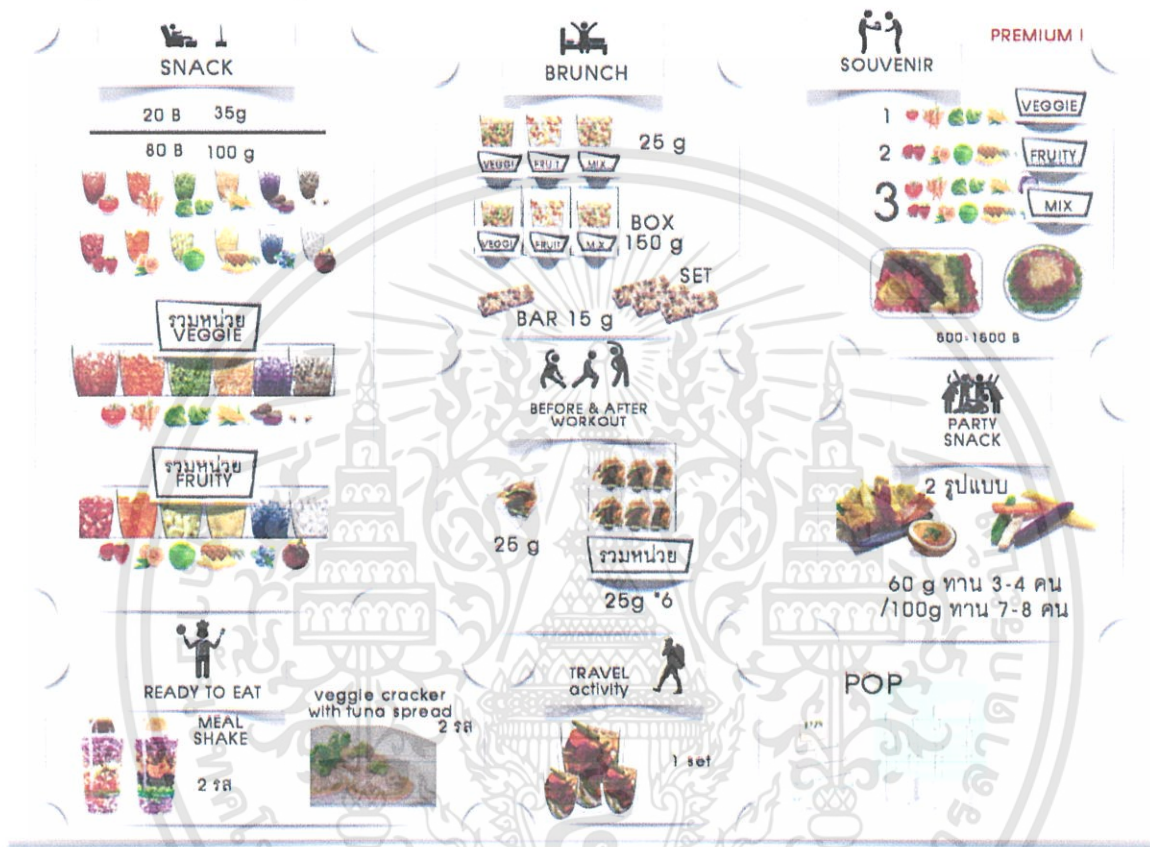 SNACK
20 B 35g
80 B 100 g
รวมหน่วย
VEGGIE
รวมหน่วย
FRUITY
READY TO EAT
MEAL
SHAKE
2 รส
veggie cracker
with tuna spread
2 รส
BRUNCH
25 g
VEGGI FRUIT MIX
BOX
150 g
VEGGI FRUIT MIX
SET
BAR 15 g
BEFORE & AFTER
WORKOUT
25 g
รวมหน่วย
25g *6
TRAVEL
activity
1 set
PREMIUM !
SOUVENIR
1 VEGGIE
2 FRUITY
3 MIX
PARTY
SNACK
2 รูปแบบ
60 g ทาน 3-4 คน
/100g ทาน 7-8 คน
POP